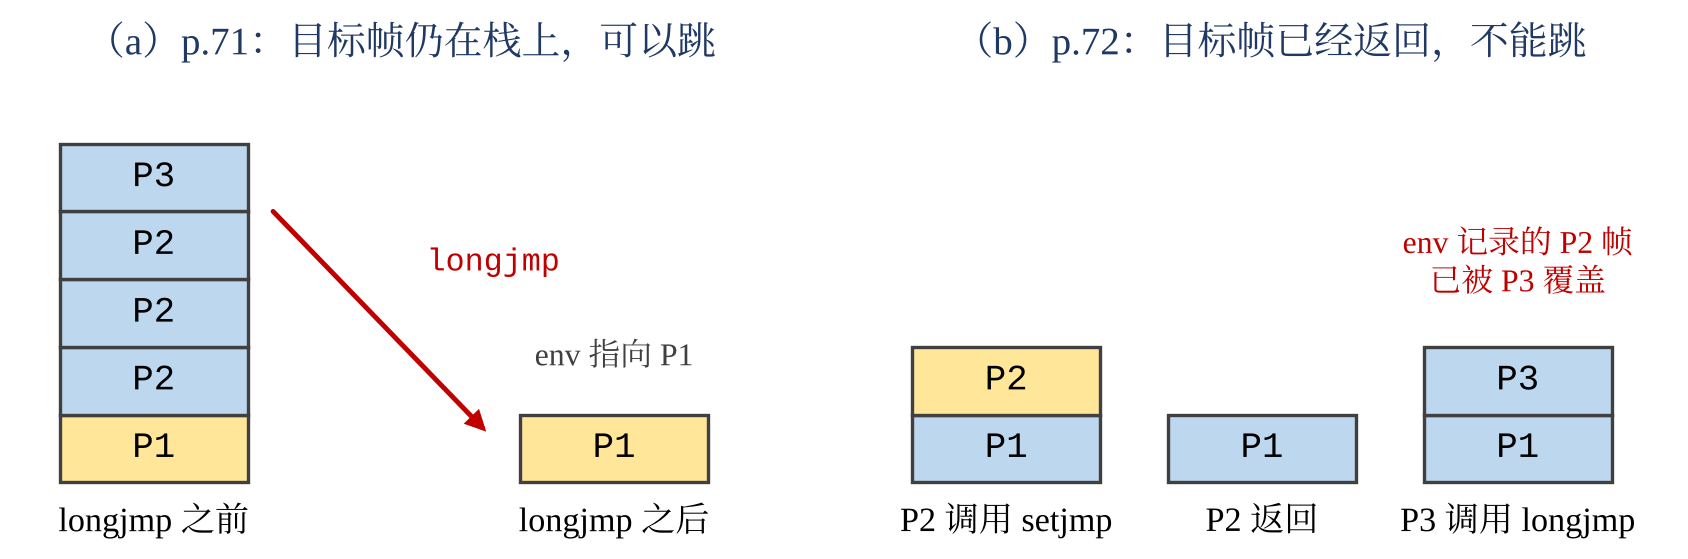 （a）p.71：目标帧仍在栈上，可以跳
P3
P2
P2
P2
P1
longjmp 之前
longjmp
env 指向 P1
P1
longjmp 之后
（b）p.72：目标帧已经返回，不能跳
P2
P1
P2 调用 setjmp
P1
P2 返回
env 记录的 P2 帧
已被 P3 覆盖
P3
P1
P3 调用 longjmp